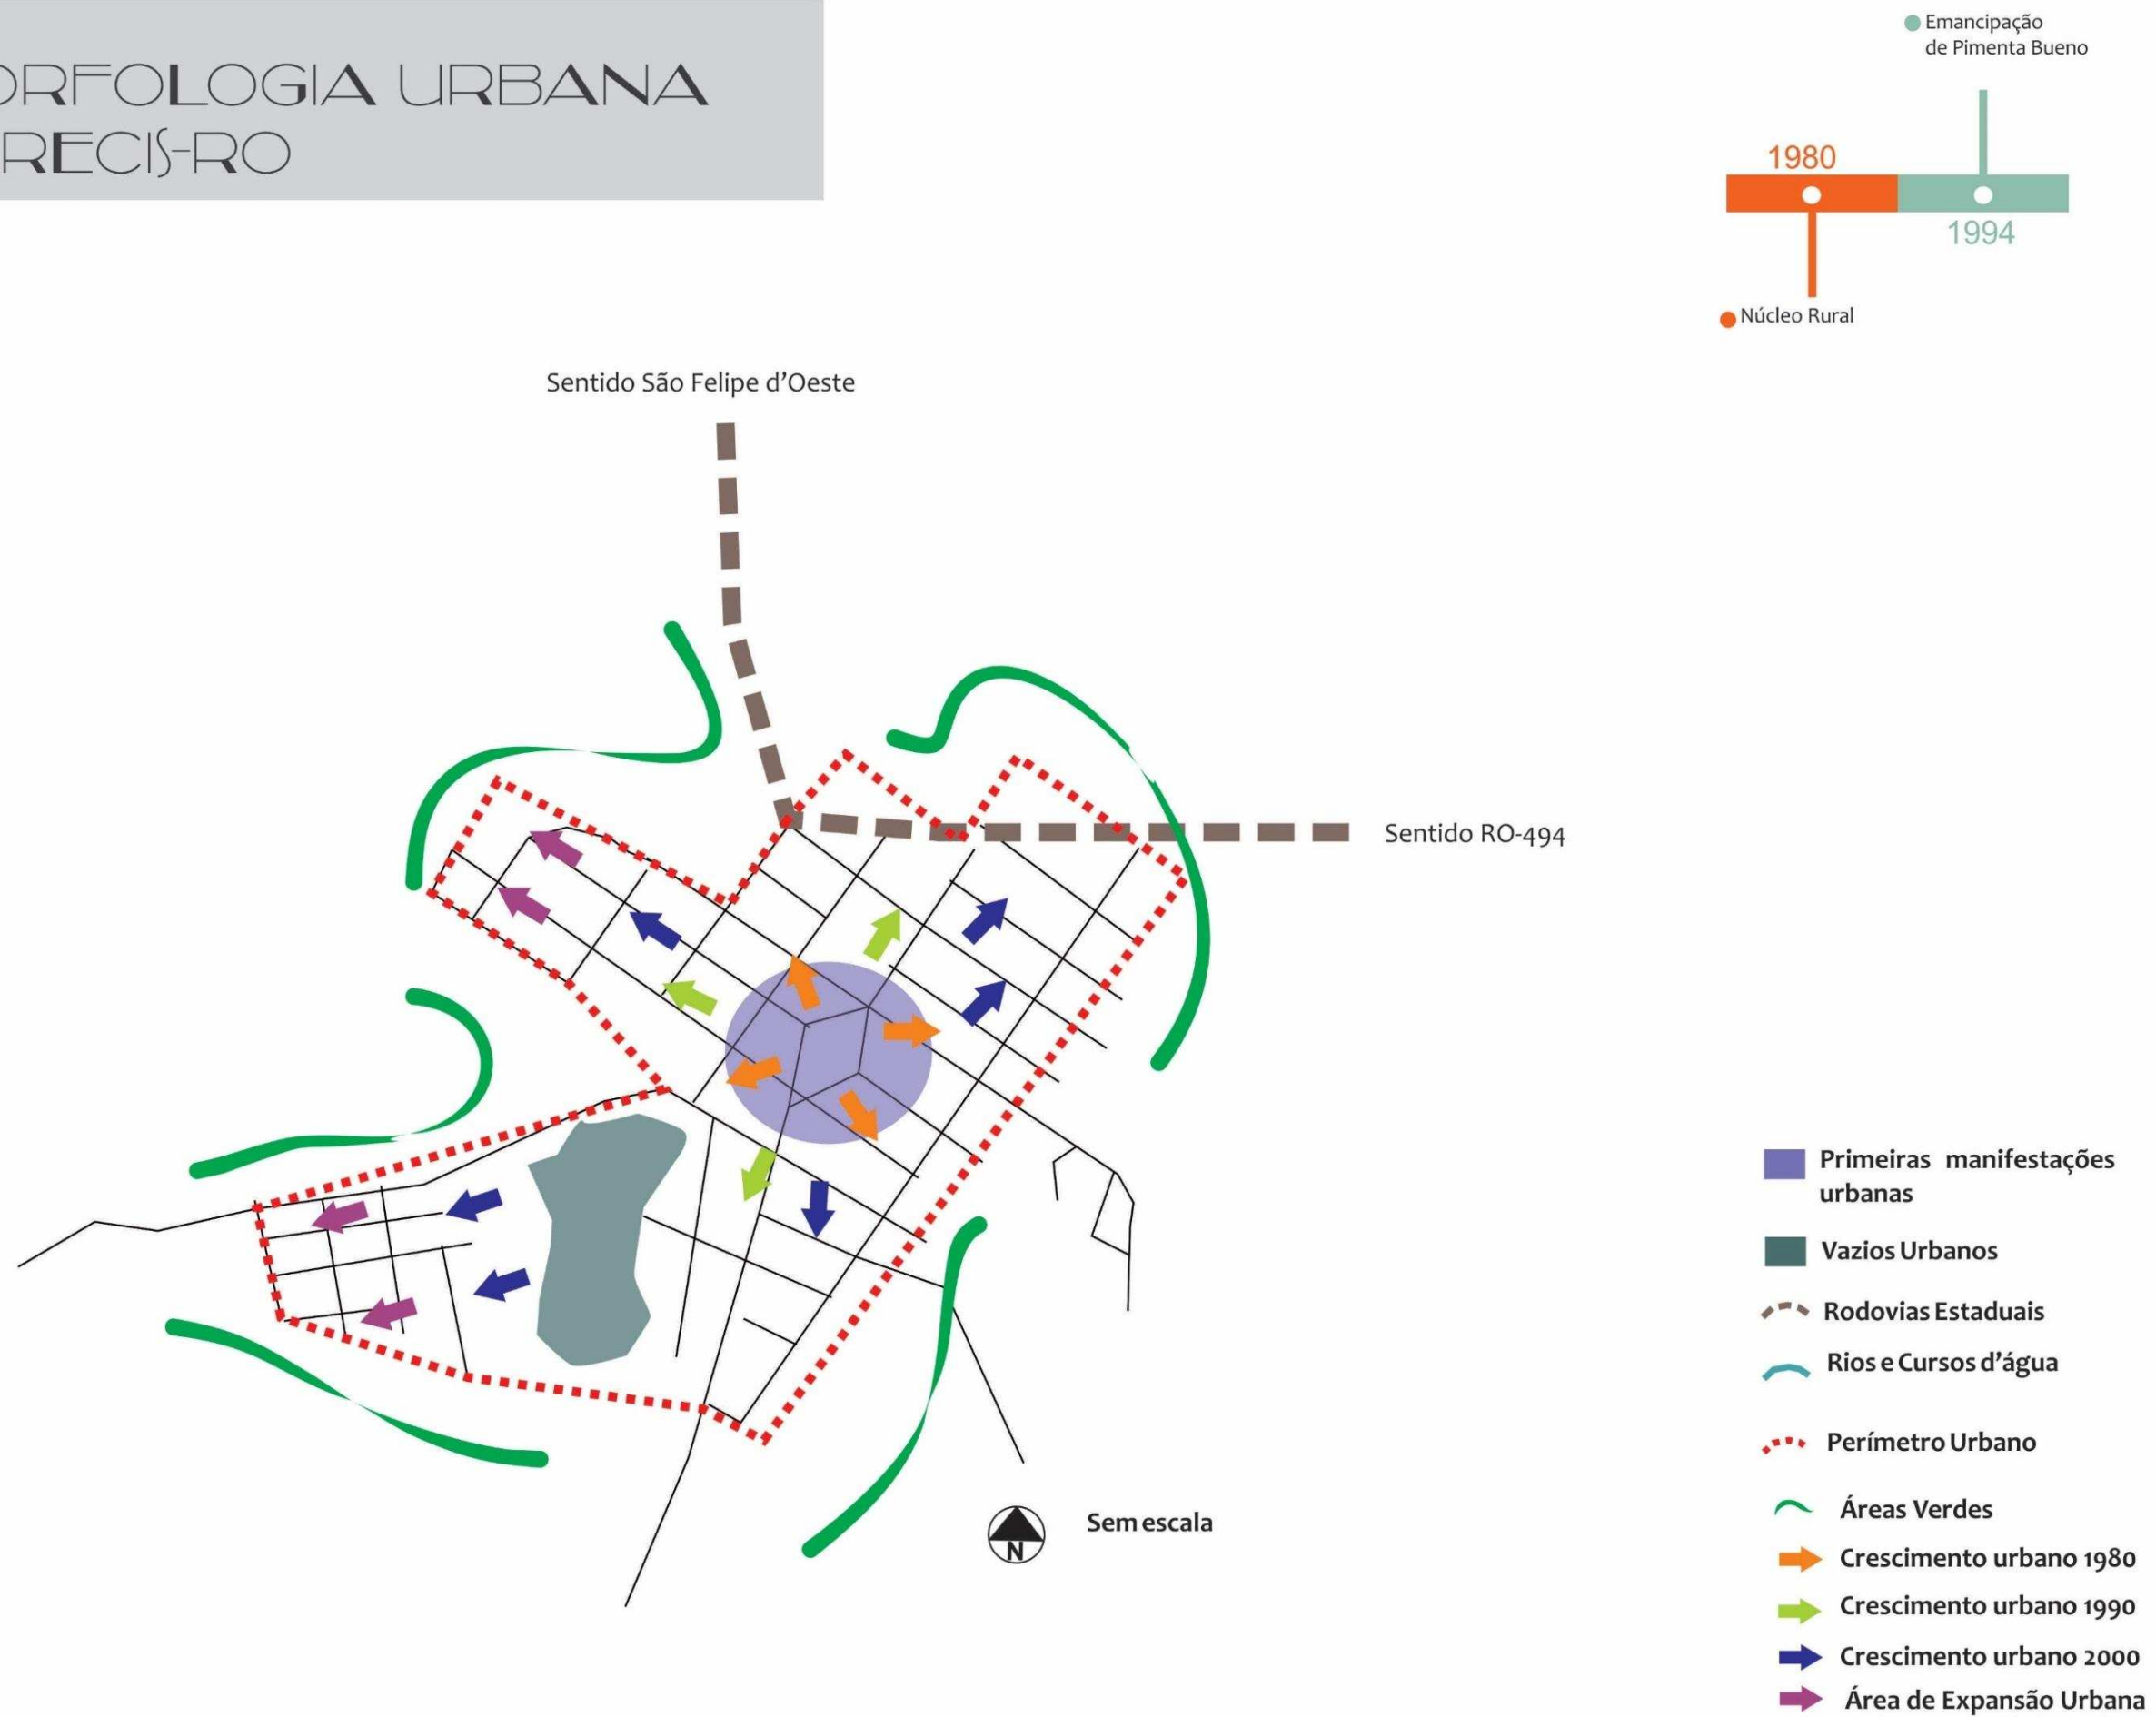 ORFOLOGIA URBANA
RECIS-RO
Emancipação
de Pimenta Bueno
1980
1994
Núcleo Rural
Sentido São Felipe d'Oeste
Sentido RO-494
Primeiras manifestações
urbanas
Vazios Urbanos
Rodovias Estaduais
Rios e Cursos d'água
Perímetro Urbano
Áreas Verdes
N
Sem escala
Crescimento urbano 1980
Crescimento urbano 1990
Crescimento urbano 2000
Área de Expansão Urbana